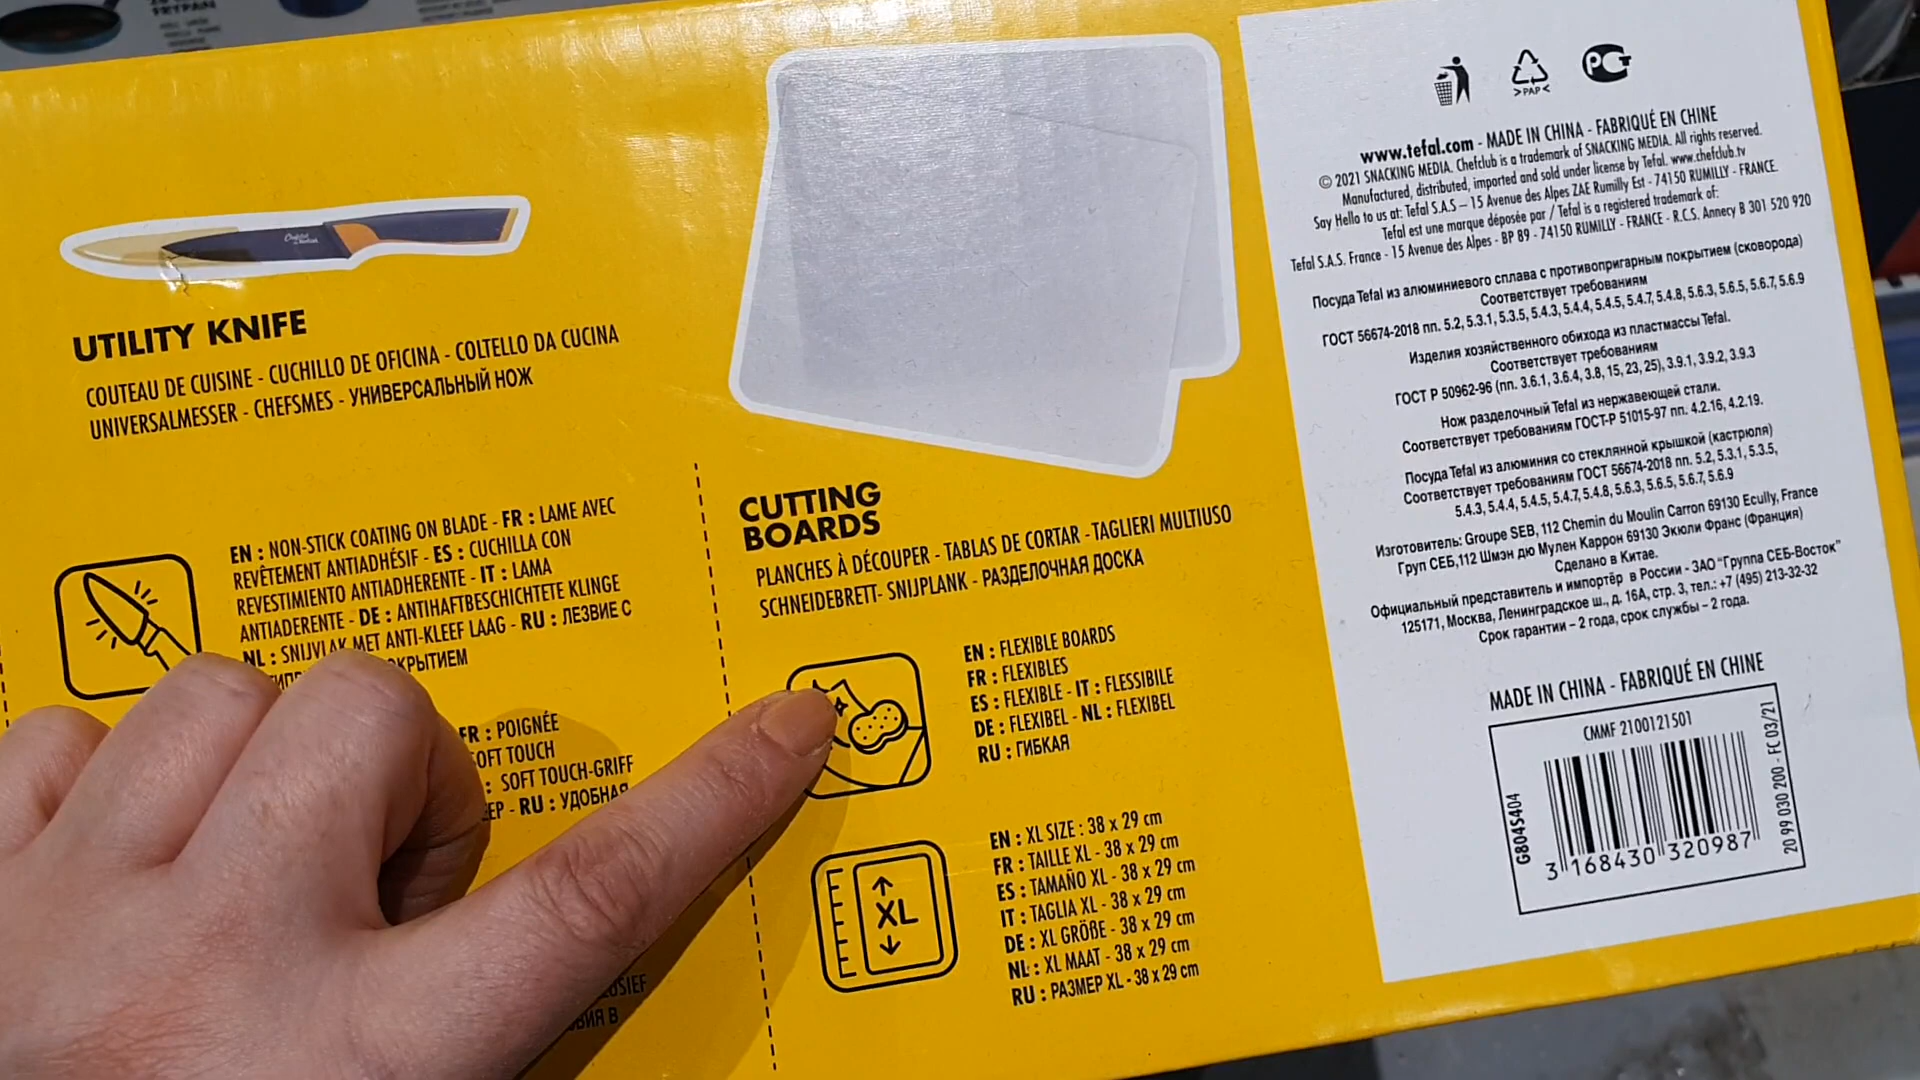 FRYPAN
UTILITY KNIFE
COUTEAU DE CUISINE - CUCHILLO DE OFICINA - COLTELLO DA CUCINA
UNIVERSALMESSER - CHEFSMES - УНИВЕРСАЛЬНЫЙ НОЖ
EN : NON-STICK COATING ON BLADE - FR : LAME AVEC
REVÊTEMENT ANTIADHÉSIF - ES : CUCHILLA CON
REVESTIMIENTO ANTIADHERENTE - IT : LAMA
ANTIADERENTE - DE : ANTIHAFTBESCHICHTETE KLINGE
NL : SNIJVLAK MET ANTI-KLEEF LAAG - RU : ЛЕЗВИЕ С
ОКРЫТИЕМ
FR : POIGNÉE
SOFT TOUCH
: SOFT TOUCH-GRIFF
EP - RU : УДОБНАЯ
CUTTING
BOARDS
PLANCHES À DÉCOUPER - TABLAS DE CORTAR - TAGLIERI MULTIUSO
SCHNEIDEBRETT- SNIJPLANK - РАЗДЕЛОЧНАЯ ДОСКА
EN : FLEXIBLE BOARDS
FR : FLEXIBLES
ES : FLEXIBLE - IT : FLESSIBILE
DE : FLEXIBEL - NL : FLEXIBEL
RU : ГИБКАЯ
XL
EN : XL SIZE : 38 x 29 cm
FR : TAILLE XL - 38 x 29 cm
ES : TAMAÑO XL - 38 x 29 cm
IT : TAGLIA XL - 38 x 29 cm
DE : XL GRÖßE - 38 x 29 cm
NL : XL MAAT - 38 x 29 cm
RU : РАЗМЕР XL - 38 x 29 cm
>PAP<
www.tefal.com - MADE IN CHINA - FABRIQUÉ EN CHINE
© 2021 SNACKING MEDIA. Chefclub is a trademark of SNACKING MEDIA. All rights reserved.
Manufactured, distributed, imported and sold under license by Tefal. www.chefclub.tv
Say Hello to us at: Tefal S.A.S – 15 Avenue des Alpes ZAE Rumilly Est - 74150 RUMILLY - FRANCE.
Tefal est une marque déposée par / Tefal is a registered trademark of:
Tefal S.A.S. France - 15 Avenue des Alpes - BP 89 - 74150 RUMILLY - FRANCE - R.C.S. Annecy B 301 520 920
Посуда Tefal из алюминиевого сплава с противопригарным покрытием (сковорода)
Соответствует требованиям
ГОСТ 56674-2018 пп. 5.2, 5.3.1, 5.3.5, 5.4.3, 5.4.4, 5.4.5, 5.4.7, 5.4.8, 5.6.3, 5.6.5, 5.6.7, 5.6.9
Изделия хозяйственного обихода из пластмассы Tefal.
Соответствует требованиям
ГОСТ Р 50962-96 (пп. 3.6.1, 3.6.4, 3.8, 15, 23, 25), 3.9.1, 3.9.2, 3.9.3
Нож разделочный Tefal из нержавеющей стали.
Соответствует требованиям ГОСТ-Р 51015-97 пп. 4.2.16, 4.2.19.
Посуда Tefal из алюминия со стеклянной крышкой (кастрюля)
Соответствует требованиям ГОСТ 56674-2018 пп. 5.2, 5.3.1, 5.3.5,
5.4.3, 5.4.4, 5.4.5, 5.4.7, 5.4.8, 5.6.3, 5.6.5, 5.6.7, 5.6.9
Изготовитель: Groupe SEB, 112 Chemin du Moulin Carron 69130 Ecully, France
Груп СЕБ,112 Шмэн дю Мулен Каррон 69130 Экюли Франс (Франция)
Сделано в Китае.
Официальный представитель и импортёр в России - ЗАО "Группа СЕБ-Восток"
125171, Москва, Ленинградское ш., д. 16А, стр. 3, тел.: +7 (495) 213-32-32
Срок гарантии – 2 года, срок службы – 2 года.
MADE IN CHINA - FABRIQUÉ EN CHINE
CMMF 2100121501
G804S404
3 168430 320987
20 99 030 200 - FC 03/21